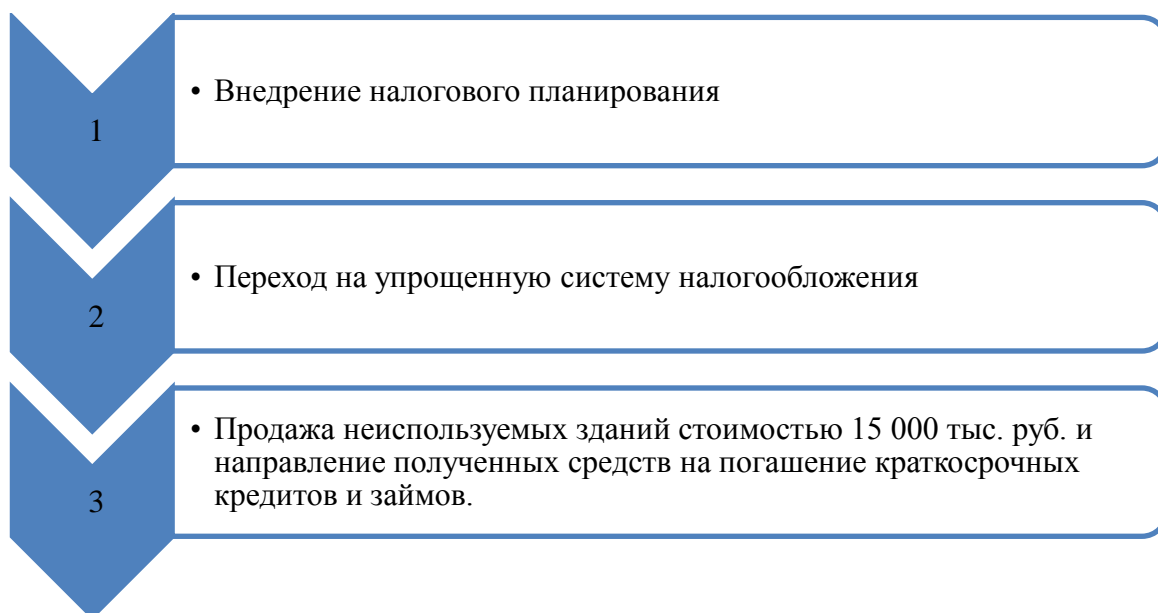 1
• Внедрение налогового планирования
2
• Переход на упрощенную систему налогообложения
3
• Продажа неиспользуемых зданий стоимостью 15 000 тыс. руб. и
направление полученных средств на погашение краткосрочных
кредитов и займов.